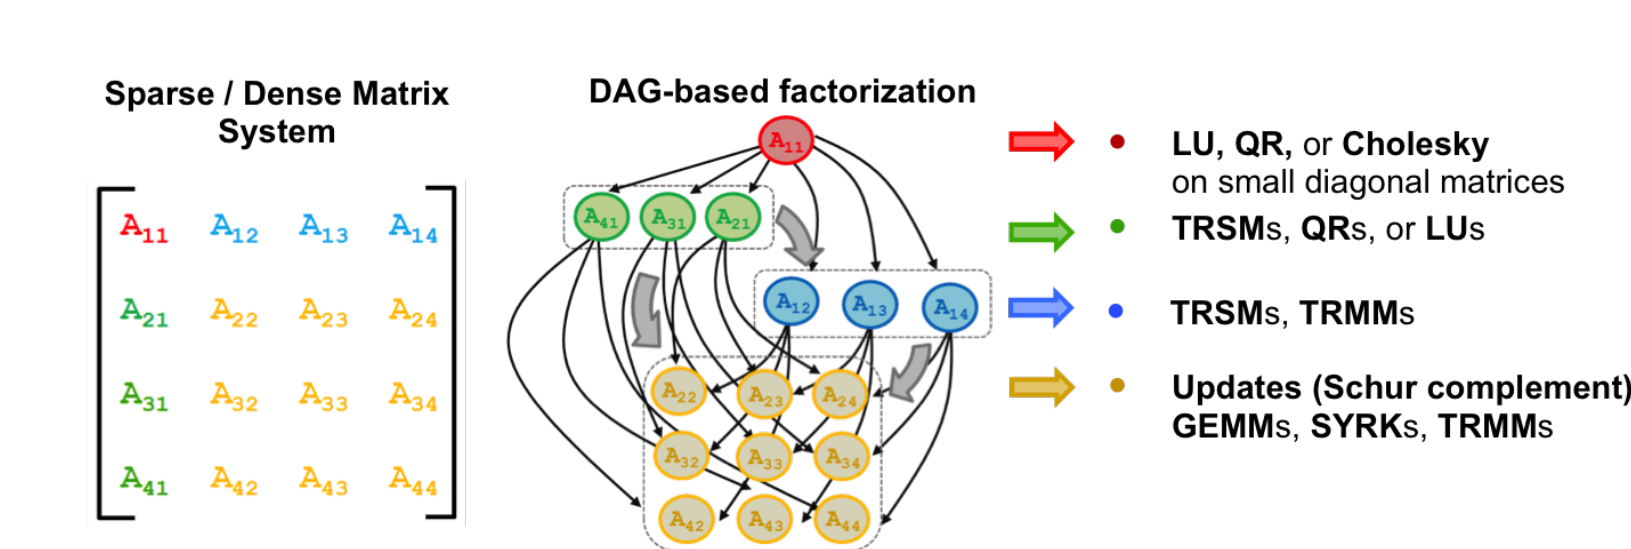 Sparse / Dense Matrix
System
A11 A12 A13 A14
A21 A22 A23 A24
A31 A32 A33 A34
A41 A42 A43 A44
DAG-based factorization
A11
A41 A31 A21
A12 A13 A14
A22 A23 A24
A32 A33 A34
A42 A43 A44
• LU, QR, or Cholesky
on small diagonal matrices
• TRSMs, QRs, or LUs
• TRSMs, TRMMs
• Updates (Schur complement)
GEMMs, SYRKs, TRMMs